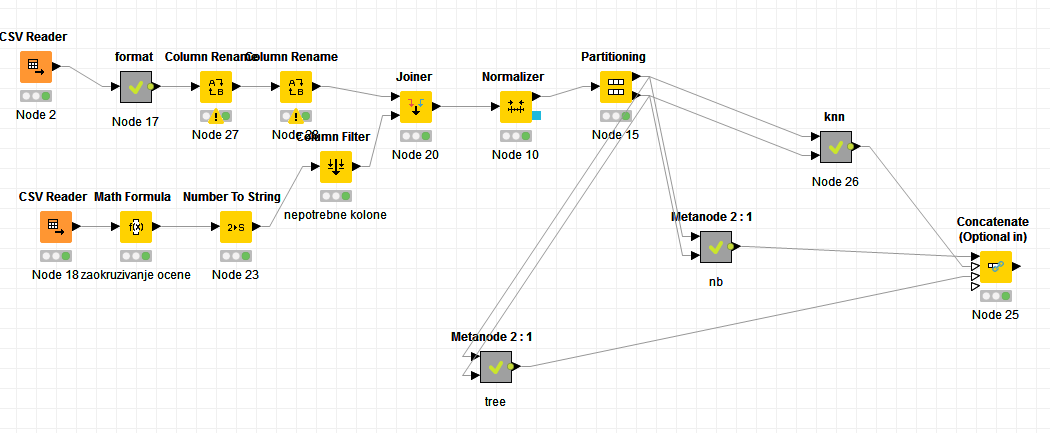 CSV Reader
Node 2
format
Node 17
Column Rename
Node 27
Column Rename
Node 28
Joiner
Node 20
Normalizer
Node 10
Partitioning
Node 15
Column Filter
nepotrebne kolone
CSV Reader
Node 18
Math Formula
zaokruzivanje ocene
Number To String
Node 23
knn
Node 26
Metanode 2 : 1
nb
Concatenate
(Optional in)
Node 25
Metanode 2 : 1
tree